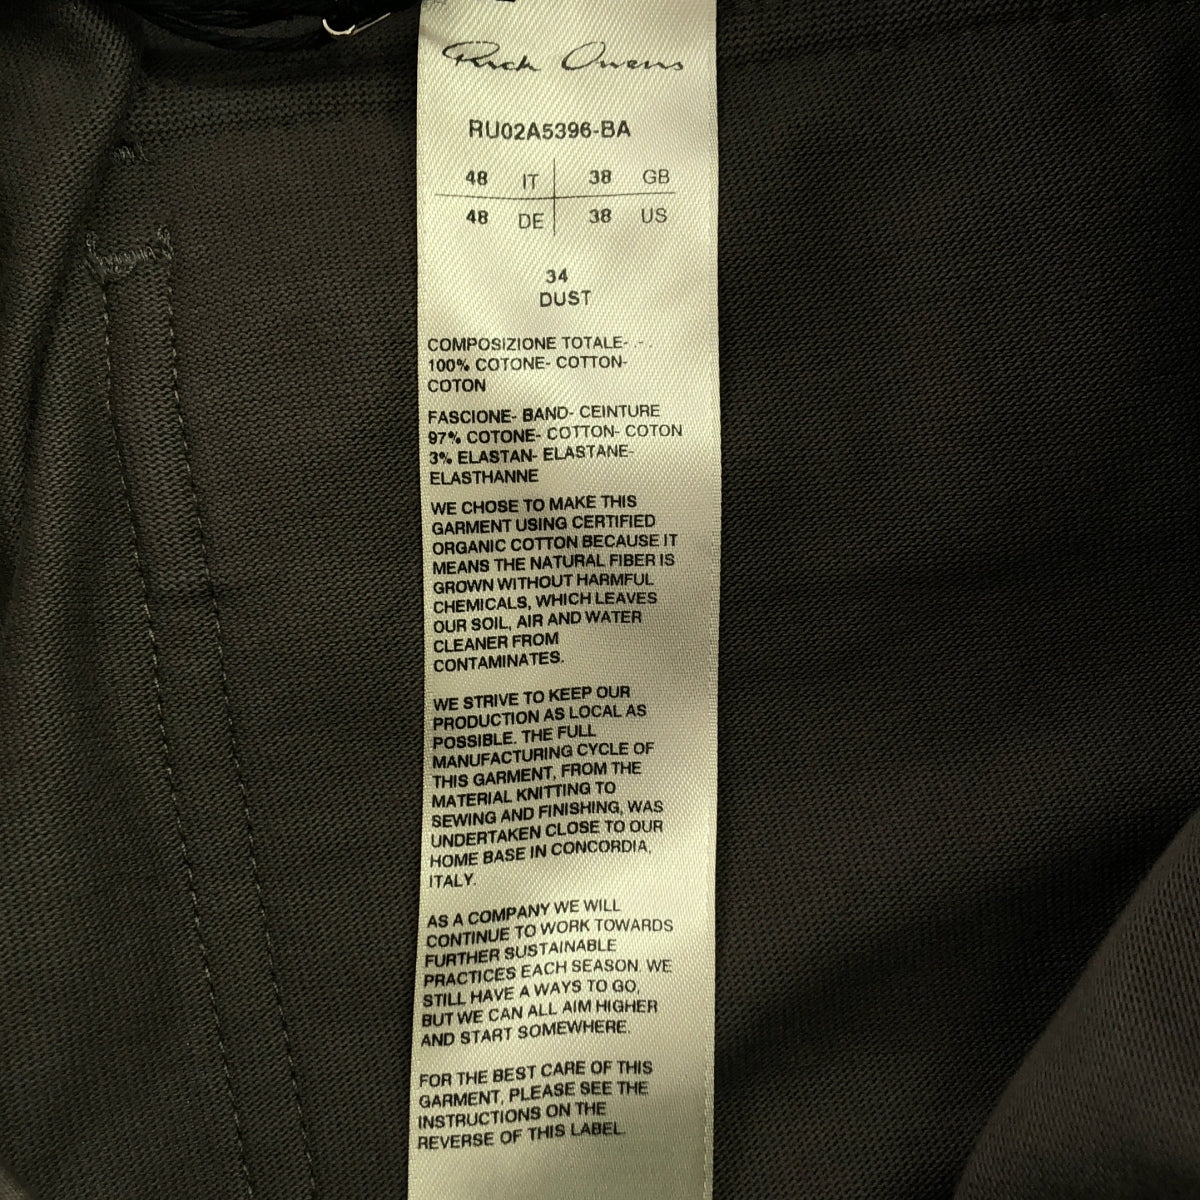 Rick Owens
RU02A5396-BA
48 IT 38 GB
48 DE 38 US
34
DUST
COMPOSIZIONE TOTALE- - -
100% COTONE- COTTON-
COTON
FASCIONE- BAND- CEINTURE
97% COTONE- COTTON- COTON
3% ELASTAN- ELASTANE-
ELASTHANNE
WE CHOSE TO MAKE THIS
GARMENT USING CERTIFIED
ORGANIC COTTON BECAUSE IT
MEANS THE NATURAL FIBER IS
GROWN WITHOUT HARMFUL
CHEMICALS, WHICH LEAVES
OUR SOIL, AIR AND WATER
CLEANER FROM
CONTAMINATES.
WE STRIVE TO KEEP OUR
PRODUCTION AS LOCAL AS
POSSIBLE. THE FULL
MANUFACTURING CYCLE OF
THIS GARMENT, FROM THE
MATERIAL KNITTING TO
SEWING AND FINISHING, WAS
UNDERTAKEN CLOSE TO OUR
HOME BASE IN CONCORDIA,
ITALY.
AS A COMPANY WE WILL
CONTINUE TO WORK TOWARDS
FURTHER SUSTAINABLE
PRACTICES EACH SEASON. WE
STILL HAVE A WAYS TO GO,
BUT WE CAN ALL AIM HIGHER
AND START SOMEWHERE.
FOR THE BEST CARE OF THIS
GARMENT, PLEASE SEE THE
INSTRUCTIONS ON THE
REVERSE OF THIS LABEL.